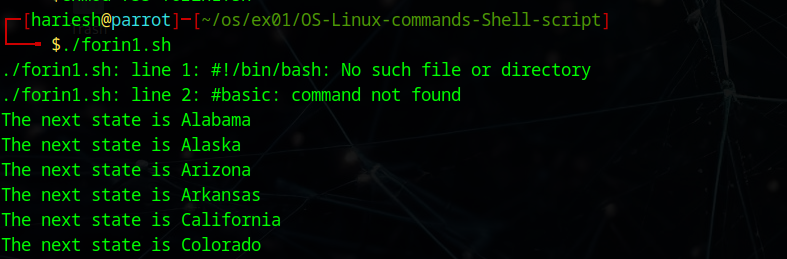 [hariesh@parrot]-[~/os/ex01/OS-Linux-commands-Shell-script]
$./forin1.sh
./forin1.sh: line 1: #!/bin/bash: No such file or directory
./forin1.sh: line 2: #basic: command not found
The next state is Alabama
The next state is Alaska
The next state is Arizona
The next state is Arkansas
The next state is California
The next state is Colorado